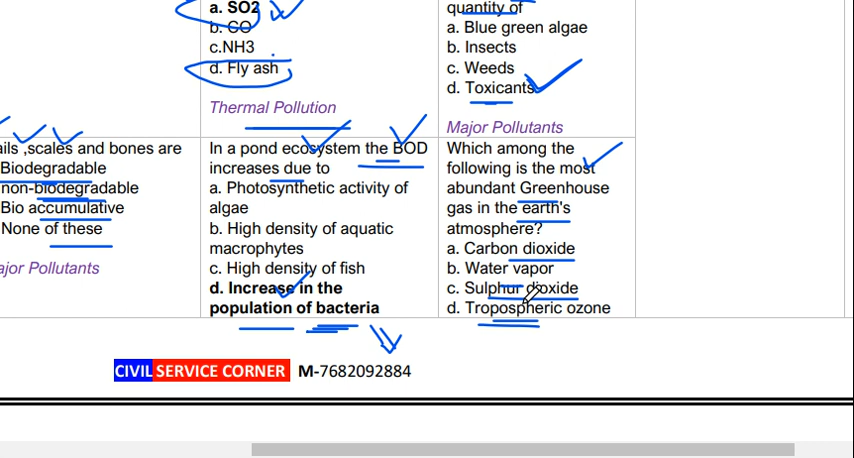 a. SO2
b. CO
c.NH3
d. Fly ash
Thermal Pollution
quantity of
a. Blue green algae
b. Insects
c. Weeds
d. Toxicants
Major Pollutants
ails ,scales and bones are
Biodegradable
non-biodegradable
Bio accumulative
None of these
ajor Pollutants
In a pond ecosystem the BOD
increases due to
a. Photosynthetic activity of
algae
b. High density of aquatic
macrophytes
c. High density of fish
d. Increase in the
population of bacteria
Which among the
following is the most
abundant Greenhouse
gas in the earth's
atmosphere?
a. Carbon dioxide
b. Water vapor
c. Sulphur dioxide
d. Tropospheric ozone
CIVIL SERVICE CORNER M-7682092884